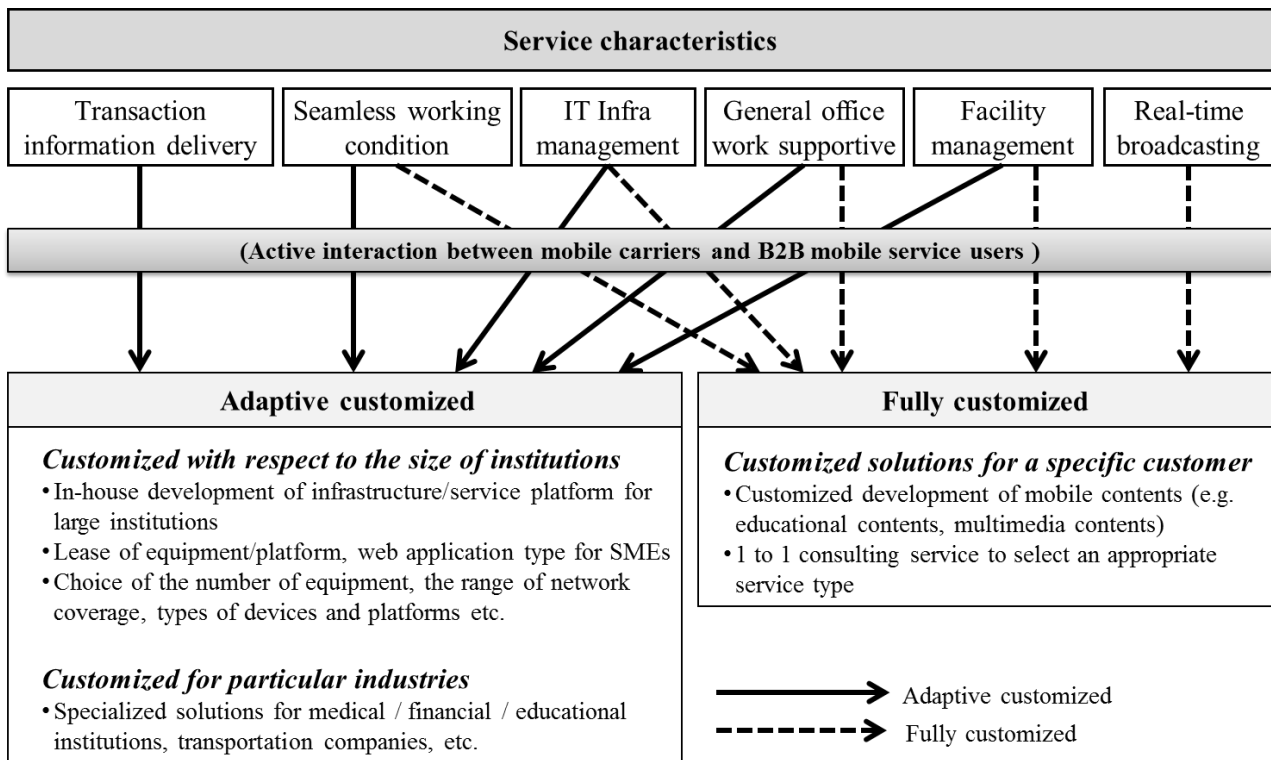 Service characteristics
Transaction
information delivery
Seamless working
condition
IT Infra
management
General office
work supportive
Facility
management
Real-time
broadcasting
(Active interaction between mobile carriers and B2B mobile service users )
Adaptive customized
Customized with respect to the size of institutions
• In-house development of infrastructure/service platform for
large institutions
• Lease of equipment/platform, web application type for SMEs
• Choice of the number of equipment, the range of network
coverage, types of devices and platforms etc.
Customized for particular industries
• Specialized solutions for medical / financial / educational
institutions, transportation companies, etc.
Fully customized
Customized solutions for a specific customer
• Customized development of mobile contents (e.g.
educational contents, multimedia contents)
• 1 to 1 consulting service to select an appropriate
service type
Adaptive customized
Fully customized